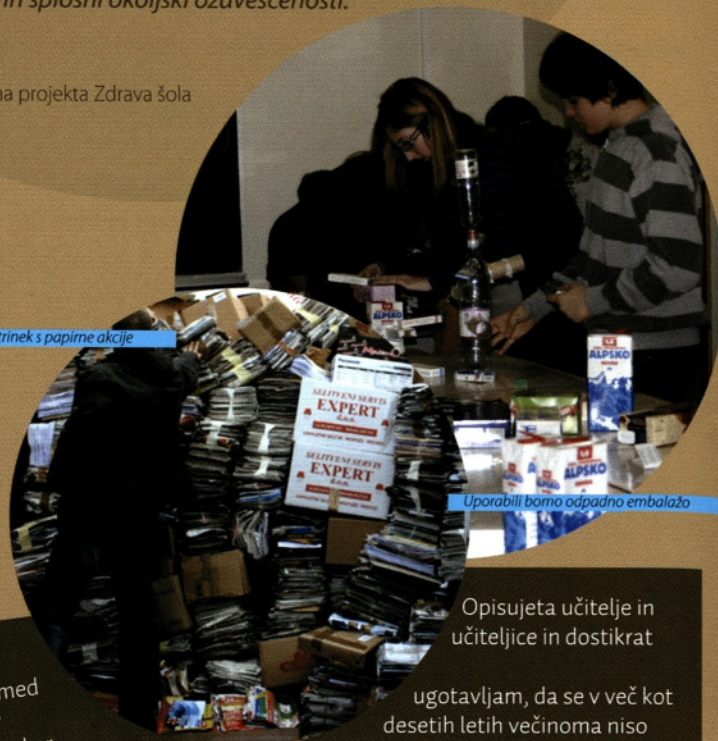 in splošni okoljski ozaveščenosti.
na projekta Zdrava šola
trinek s papirne akcije
SELITVENI SERVIS
EXPERT
d.o.o.
SELITVENI SERVIS
EXPERT
d.o.o.
ALPSKO
ALPSKO
ALPSKO
ALPSKO
Uporabili bomo odpadno embalažo
Opisujeta učitelje in
učiteljice in dostikrat
med
ugotavljam, da se v več kot
desetih letih večinoma niso